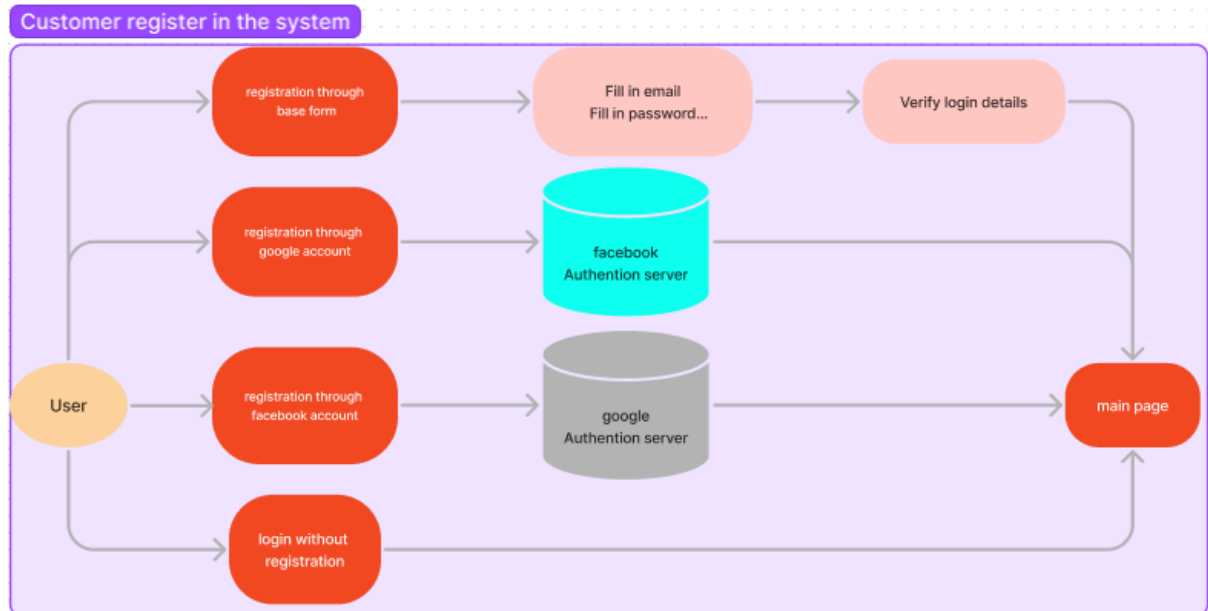 Customer register in the system
registration through
base form
Fill in email
Fill in password...
Verify login details
registration through
google account
facebook
Authention server
User
registration through
facebook account
google
Authention server
main page
login without
registration